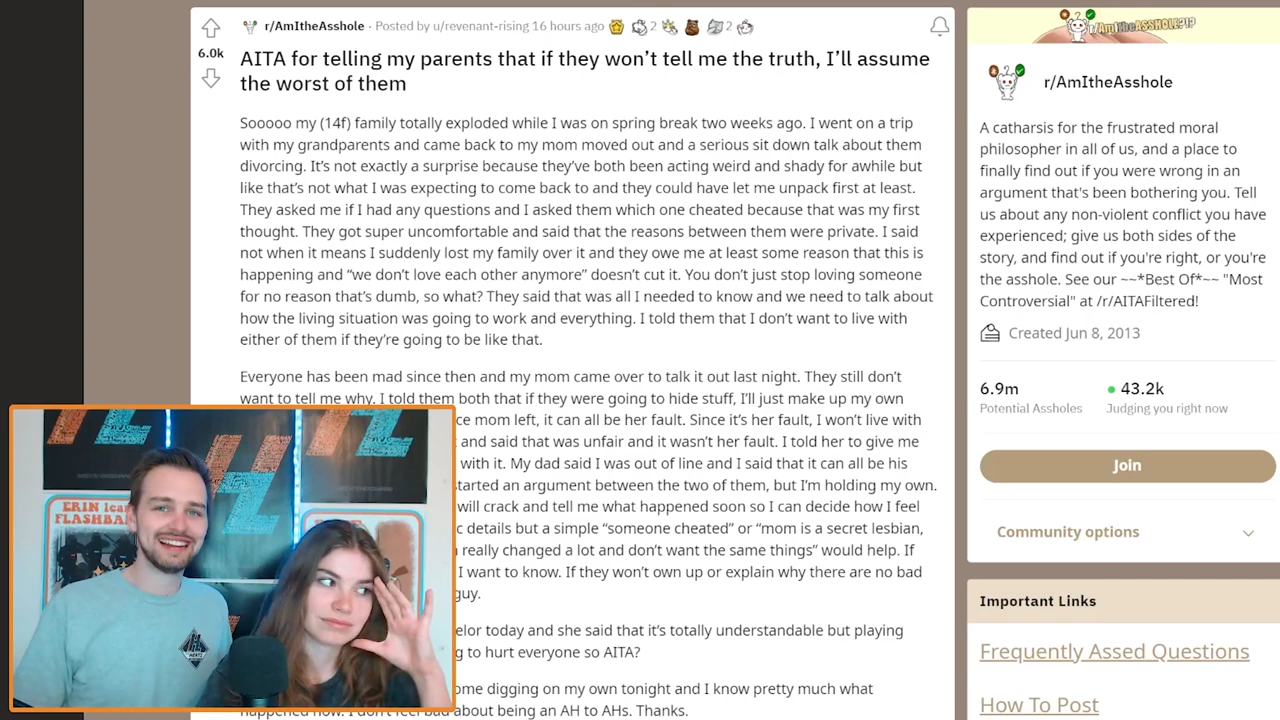 r/AmItheAsshole · Posted by u/revenant-rising 16 hours ago 2 2
6.0k
AITA for telling my parents that if they won't tell me the truth, I'll assume
the worst of them
Sooooo my (14f) family totally exploded while I was on spring break two weeks ago. I went on a trip
with my grandparents and came back to my mom moved out and a serious sit down talk about them
divorcing. It's not exactly a surprise because they've both been acting weird and shady for awhile but
like that's not what I was expecting to come back to and they could have let me unpack first at least.
They asked me if I had any questions and I asked them which one cheated because that was my first
thought. They got super uncomfortable and said that the reasons between them were private. I said
not when it means I suddenly lost my family over it and they owe me at least some reason that this is
happening and "we don't love each other anymore" doesn't cut it. You don't just stop loving someone
for no reason that's dumb, so what? They said that was all I needed to know and we need to talk about
how the living situation was going to work and everything. I told them that I don't want to live with
either of them if they're going to be like that.
Everyone has been mad since then and my mom came over to talk it out last night. They still don't
want to tell me why. I told them both that if they were going to hide stuff, I'll just make up my own
ce mom left, it can all be her fault. Since it's her fault, I won't live with
and said that was unfair and it wasn't her fault. I told her to give me
with it. My dad said I was out of line and I said that it can all be his
started an argument between the two of them, but I'm holding my own.
will crack and tell me what happened soon so I can decide how I feel
c details but a simple "someone cheated" or "mom is a secret lesbian,
really changed a lot and don't want the same things" would help. If
I want to know. If they won't own up or explain why there are no bad
guy.
elor today and she said that it's totally understandable but playing
g to hurt everyone so AITA?
ome digging on my own tonight and I know pretty much what
happened now. I don't feel bad about being an AH to AHs. Thanks.
r/AmItheASSHOLE?!?
r/AmItheAsshole
A catharsis for the frustrated moral
philosopher in all of us, and a place to
finally find out if you were wrong in an
argument that's been bothering you. Tell
us about any non-violent conflict you have
experienced; give us both sides of the
story, and find out if you're right, or you're
the asshole. See our ~~*Best Of*~~ "Most
Controversial" at /r/AITAFiltered!
Created Jun 8, 2013
6.9m 43.2k
Potential Assholes Judging you right now
Join
Community options
Important Links
Frequently Assed Questions
How To Post
ERIN
FLASHBA
HERTZ